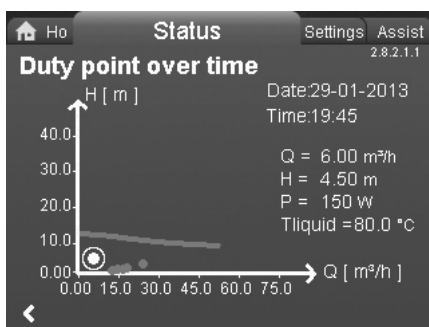 Ho Status Settings Assist
2.8.2.1.1
Duty point over time
H [ m ]
Date:29-01-2013
Time:19:45
40.0
30.0
20.0
10.0
0.00
Q = 6.00 m³/h
H = 4.50 m
P = 150 W
Tliquid =80.0 °C
Q [ m³/h ]
0.00 15.0 30.0 45.0 60.0 75.0